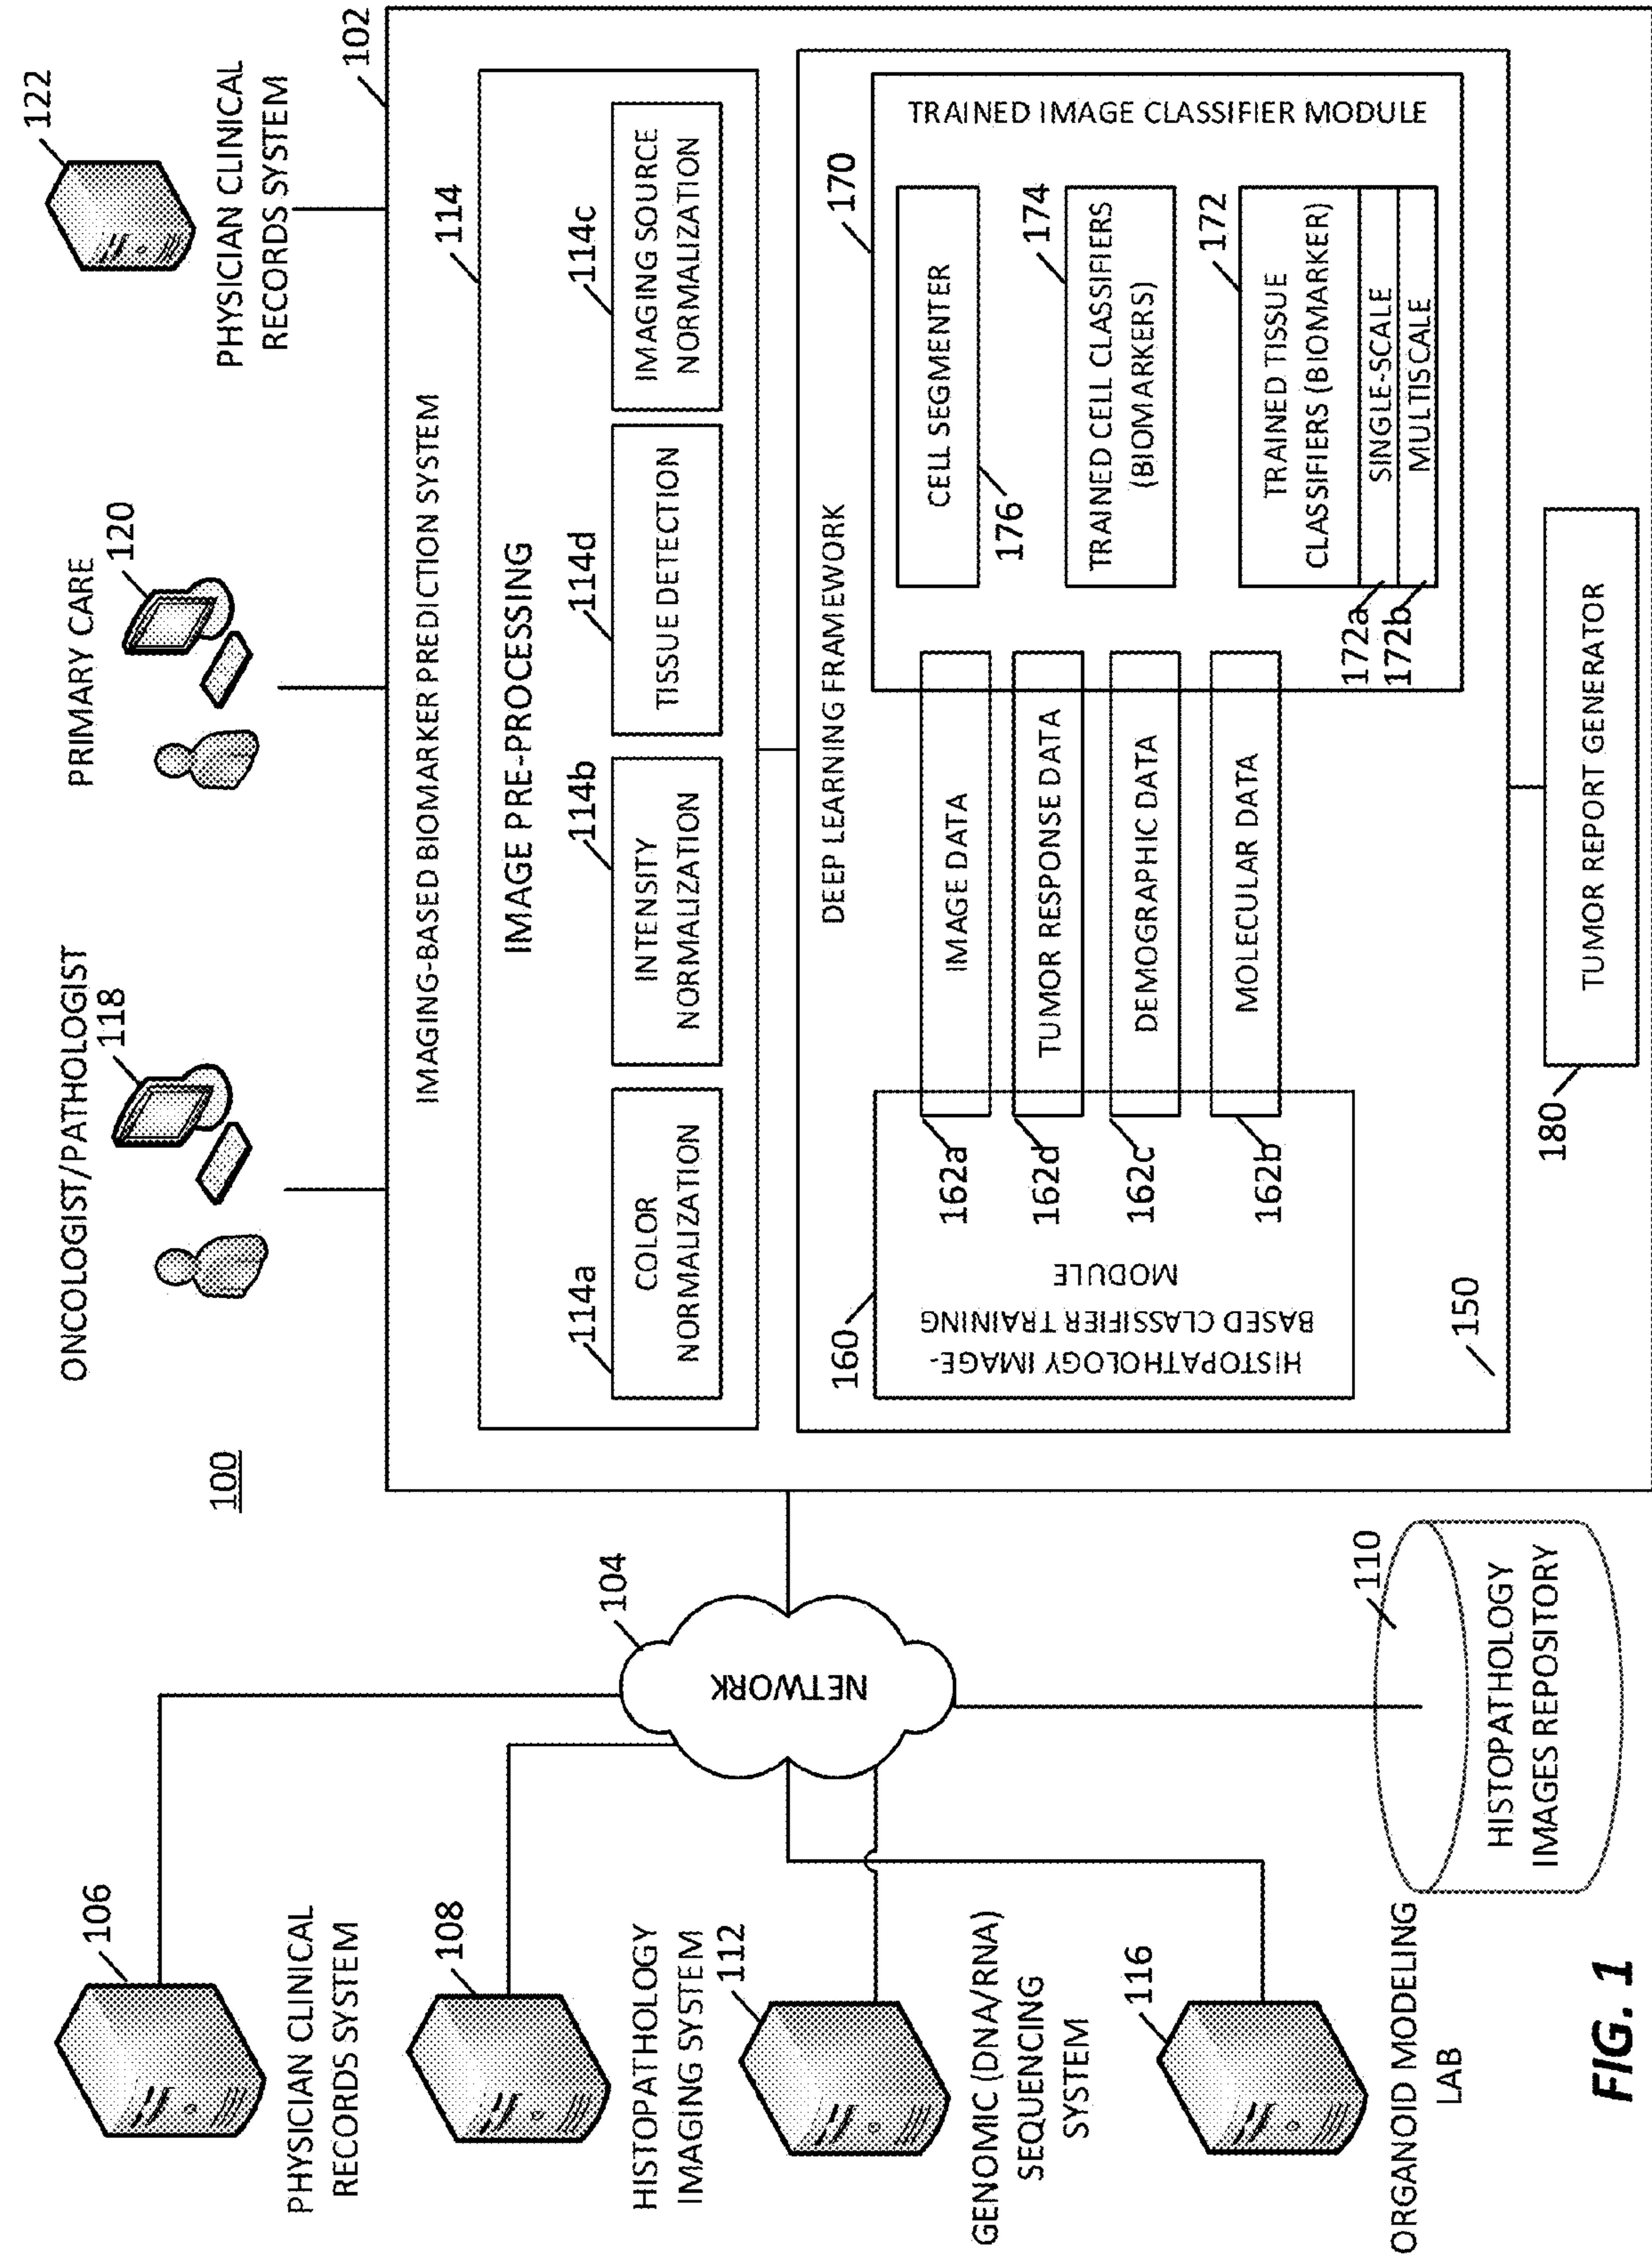 100
ONCOLOGIST/PATHOLOGIST
118
PRIMARY CARE
120
122
PHYSICIAN CLINICAL
RECORDS SYSTEM
106
PHYSICIAN CLINICAL
RECORDS SYSTEM
108
HISTOPATHOLOGY
IMAGING SYSTEM
112
GENOMIC (DNA/RNA)
SEQUENCING
SYSTEM
116
ORGANOID MODELING
LAB
104
NETWORK
110
HISTOPATHOLOGY
IMAGES REPOSITORY
102
IMAGING-BASED BIOMARKER PREDICTION SYSTEM
114
IMAGE PRE-PROCESSING
114a
COLOR
NORMALIZATION
114b
INTENSITY
NORMALIZATION
114d
TISSUE DETECTION
114c
IMAGING SOURCE
NORMALIZATION
DEEP LEARNING FRAMEWORK
150
160
HISTOPATHOLOGY IMAGE-
BASED CLASSIFIER TRAINING
MODULE
162a
IMAGE DATA
162d
TUMOR RESPONSE DATA
162c
DEMOGRAPHIC DATA
162b
MOLECULAR DATA
170
TRAINED IMAGE CLASSIFIER MODULE
CELL SEGMENTER
176
174
TRAINED CELL CLASSIFIERS
(BIOMARKERS)
172
TRAINED TISSUE
CLASSIFIERS (BIOMARKER)
172a
SINGLE-SCALE
172b
MULTISCALE
180
TUMOR REPORT GENERATOR
FIG. 1